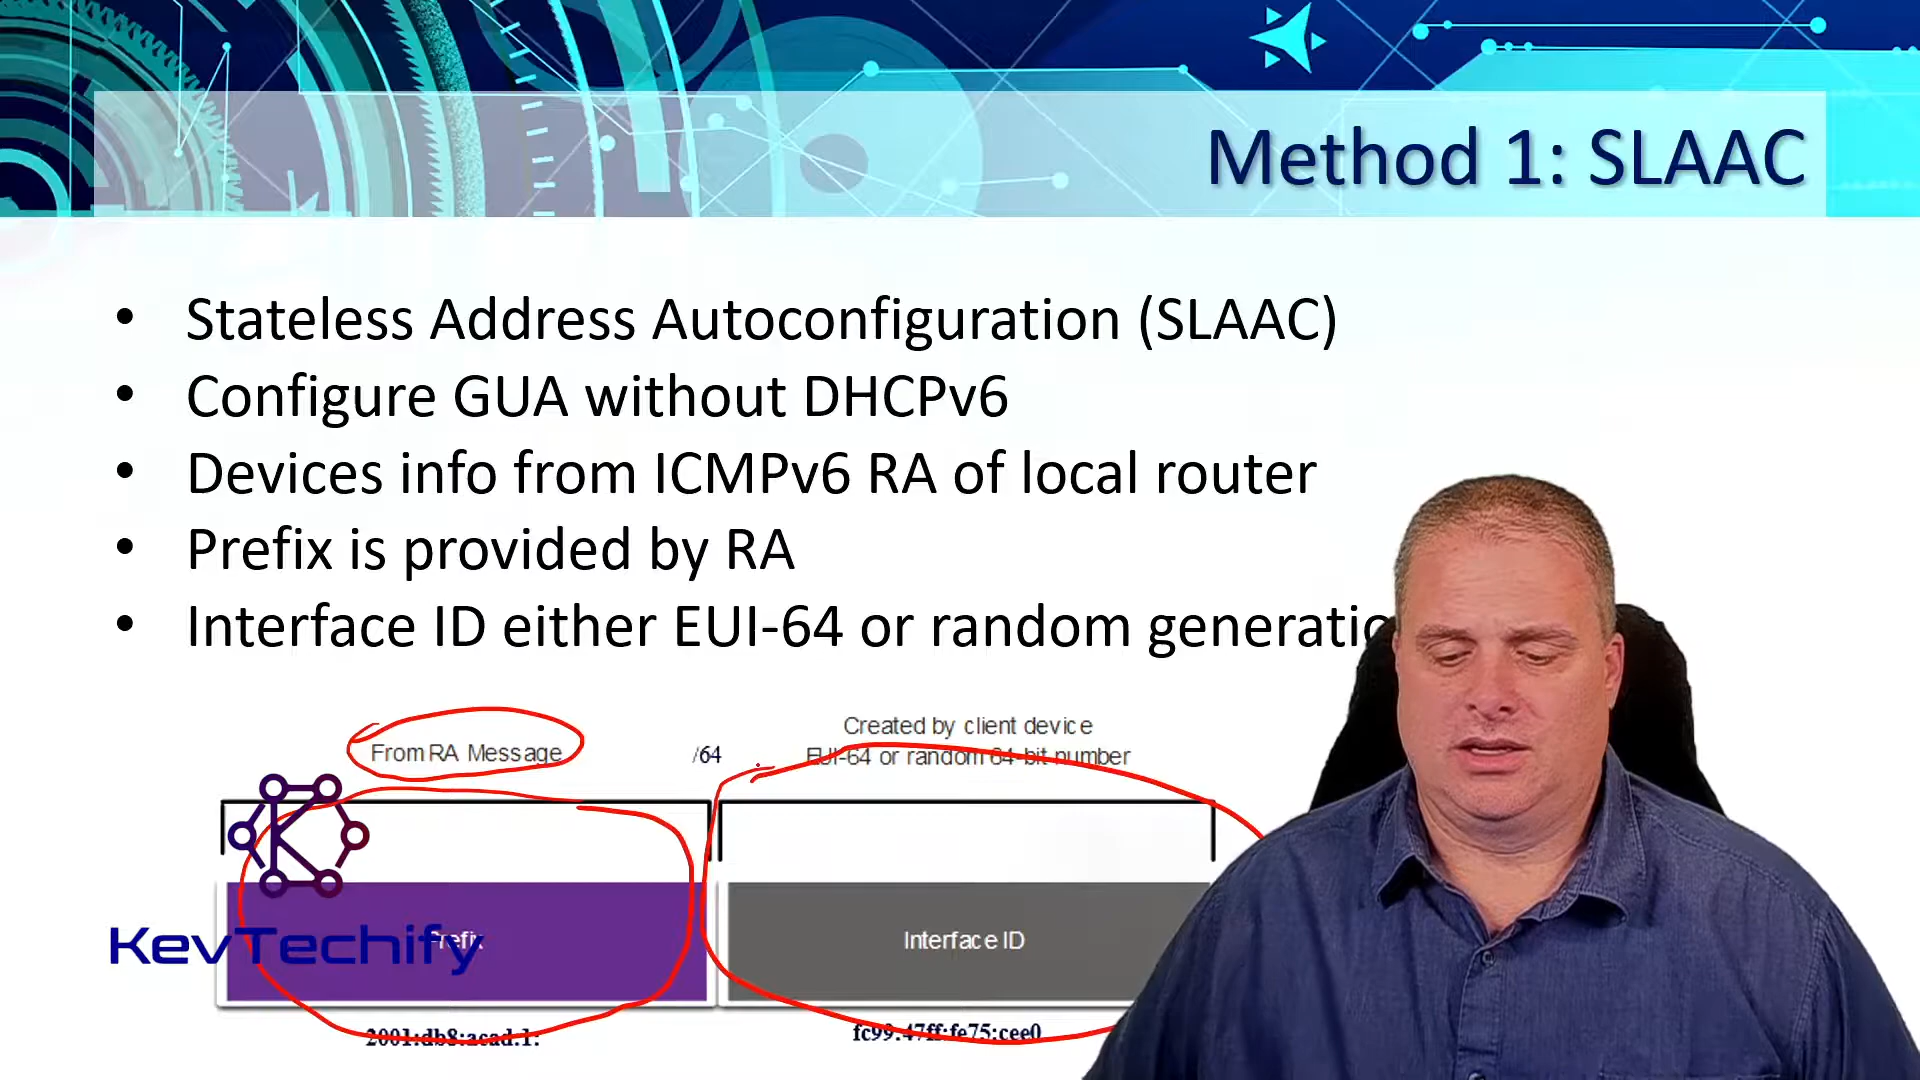 Method 1: SLAAC
• Stateless Address Autoconfiguration (SLAAC)
• Configure GUA without DHCPv6
• Devices info from ICMPv6 RA of local router
• Prefix is provided by RA
• Interface ID either EUI-64 or random generatio
From RA Message
/64
Created by client device
EUI-64 or random 64-bit number
Prefix
Interface ID
KevTechify
2001:db8:acad:1:
fc99:47ff:fe75:cee0